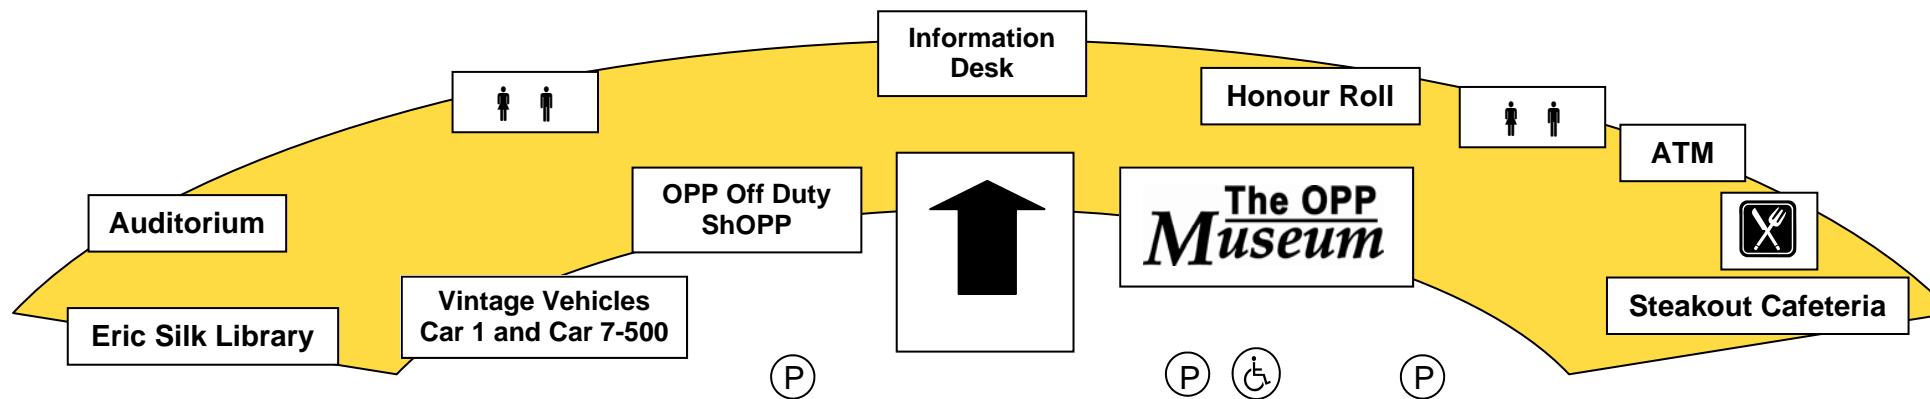 Information
Desk
Honour Roll
ATM
OPP Off Duty
ShOPP
The OPP
Museum
Auditorium
Vintage Vehicles
Car 1 and Car 7-500
Steakout Cafeteria
Eric Silk Library
P
P
P